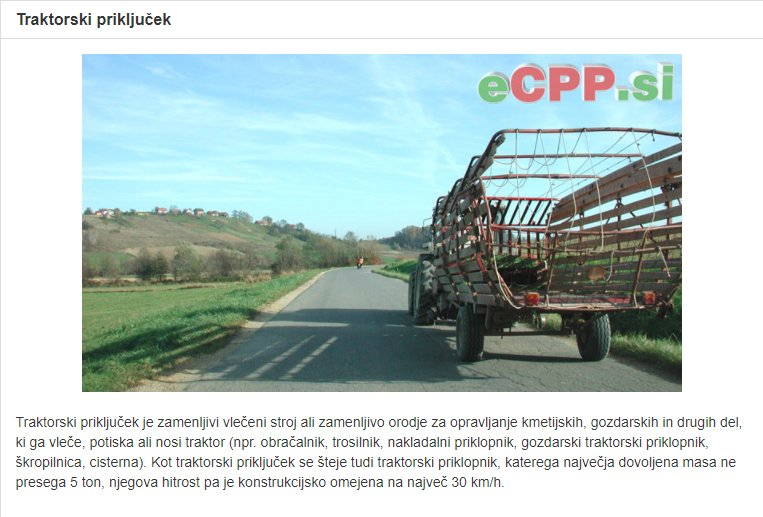 Traktorski priključek
eCPP.si
Traktorski priključek je zamenljivi vlečeni stroj ali zamenljivo orodje za opravljanje kmetijskih, gozdarskih in drugih del,
ki ga vleče, potiska ali nosi traktor (npr. obračalnik, trosilnik, nakladalni priklopnik, gozdarski traktorski priklopnik,
škropilnica, cisterna). Kot traktorski priključek se šteje tudi traktorski priklopnik, katerega največja dovoljena masa ne
presega 5 ton, njegova hitrost pa je konstrukcijsko omejena na največ 30 km/h.